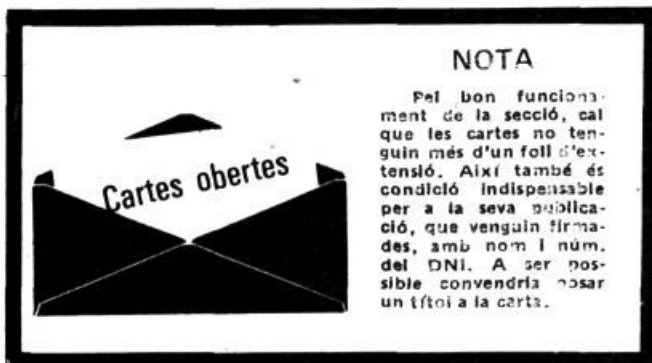 Cartes obertes
NOTA
Pel bon funciona-
ment de la secció, cal
que les cartes no ten-
guin més d'un foli d'ex-
tensió. Així també és
condició indispensable
per a la seva publica-
ció, que venguin firma-
des, amb nom i núm.
del DNI. A ser pos-
sible convendria posar
un títol a la carta.